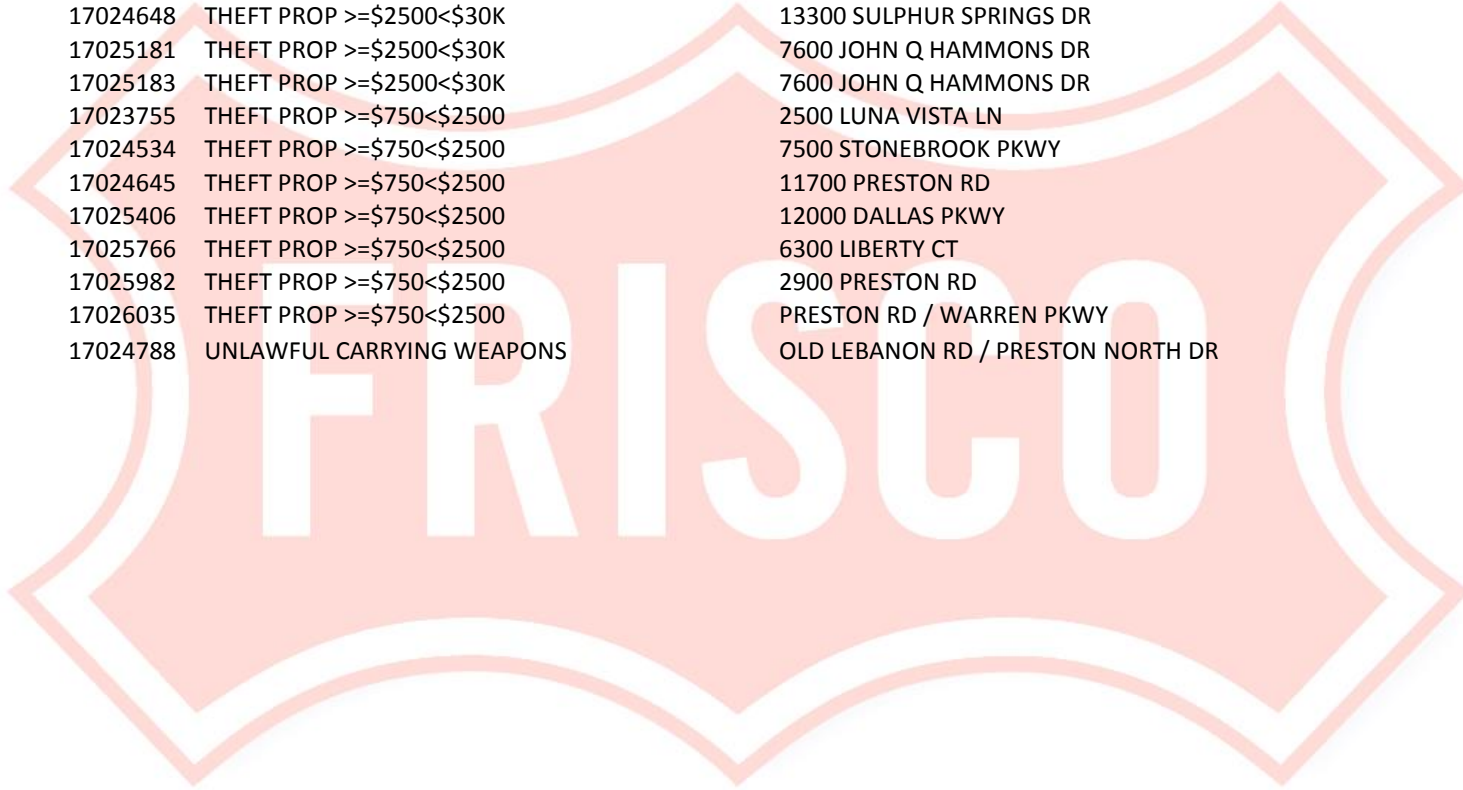 17024648 THEFT PROP >=$2500<$30K 13300 SULPHUR SPRINGS DR
17025181 THEFT PROP >=$2500<$30K 7600 JOHN Q HAMMONS DR
17025183 THEFT PROP >=$2500<$30K 7600 JOHN Q HAMMONS DR
17023755 THEFT PROP >=$750<$2500 2500 LUNA VISTA LN
17024534 THEFT PROP >=$750<$2500 7500 STONEBROOK PKWY
17024645 THEFT PROP >=$750<$2500 11700 PRESTON RD
17025406 THEFT PROP >=$750<$2500 12000 DALLAS PKWY
17025766 THEFT PROP >=$750<$2500 6300 LIBERTY CT
17025982 THEFT PROP >=$750<$2500 2900 PRESTON RD
17026035 THEFT PROP >=$750<$2500 PRESTON RD / WARREN PKWY
17024788 UNLAWFUL CARRYING WEAPONS OLD LEBANON RD / PRESTON NORTH DR
FRISCO